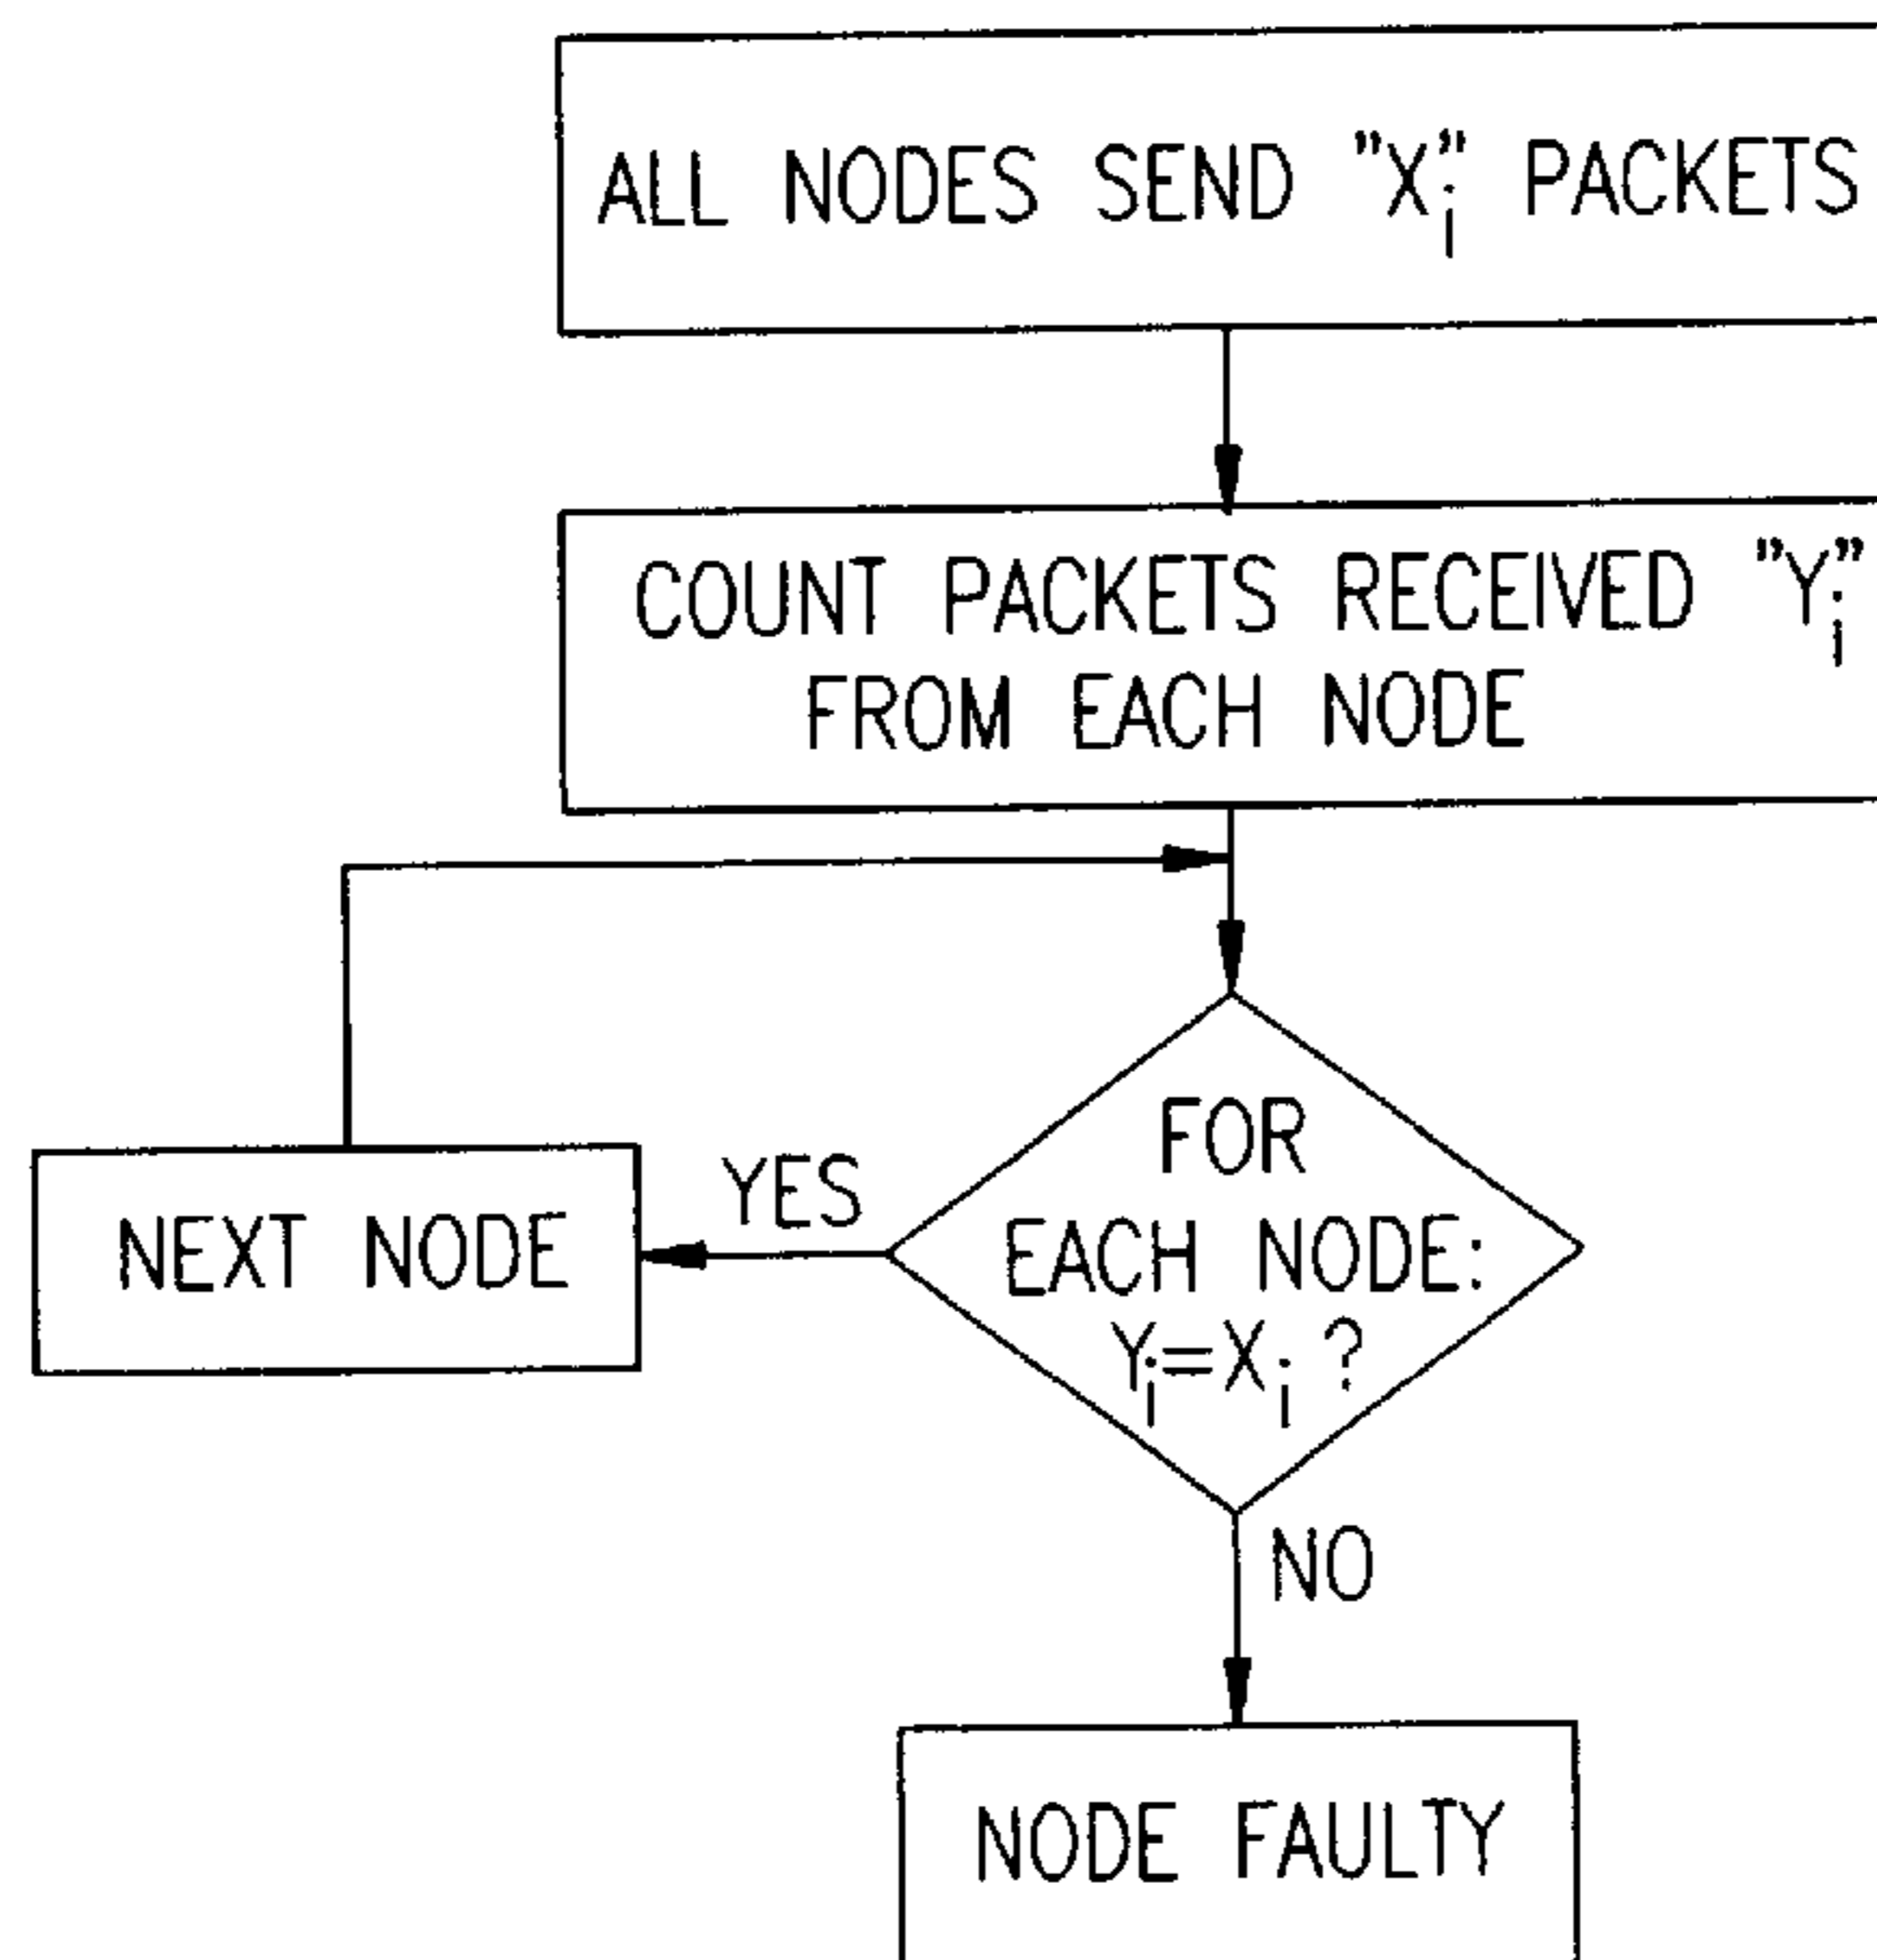 ALL NODES SEND "Xi" PACKETS
COUNT PACKETS RECEIVED "Yi"
FROM EACH NODE
FOR
EACH NODE:
Yi=Xi ?
YES
NEXT NODE
NO
NODE FAULTY